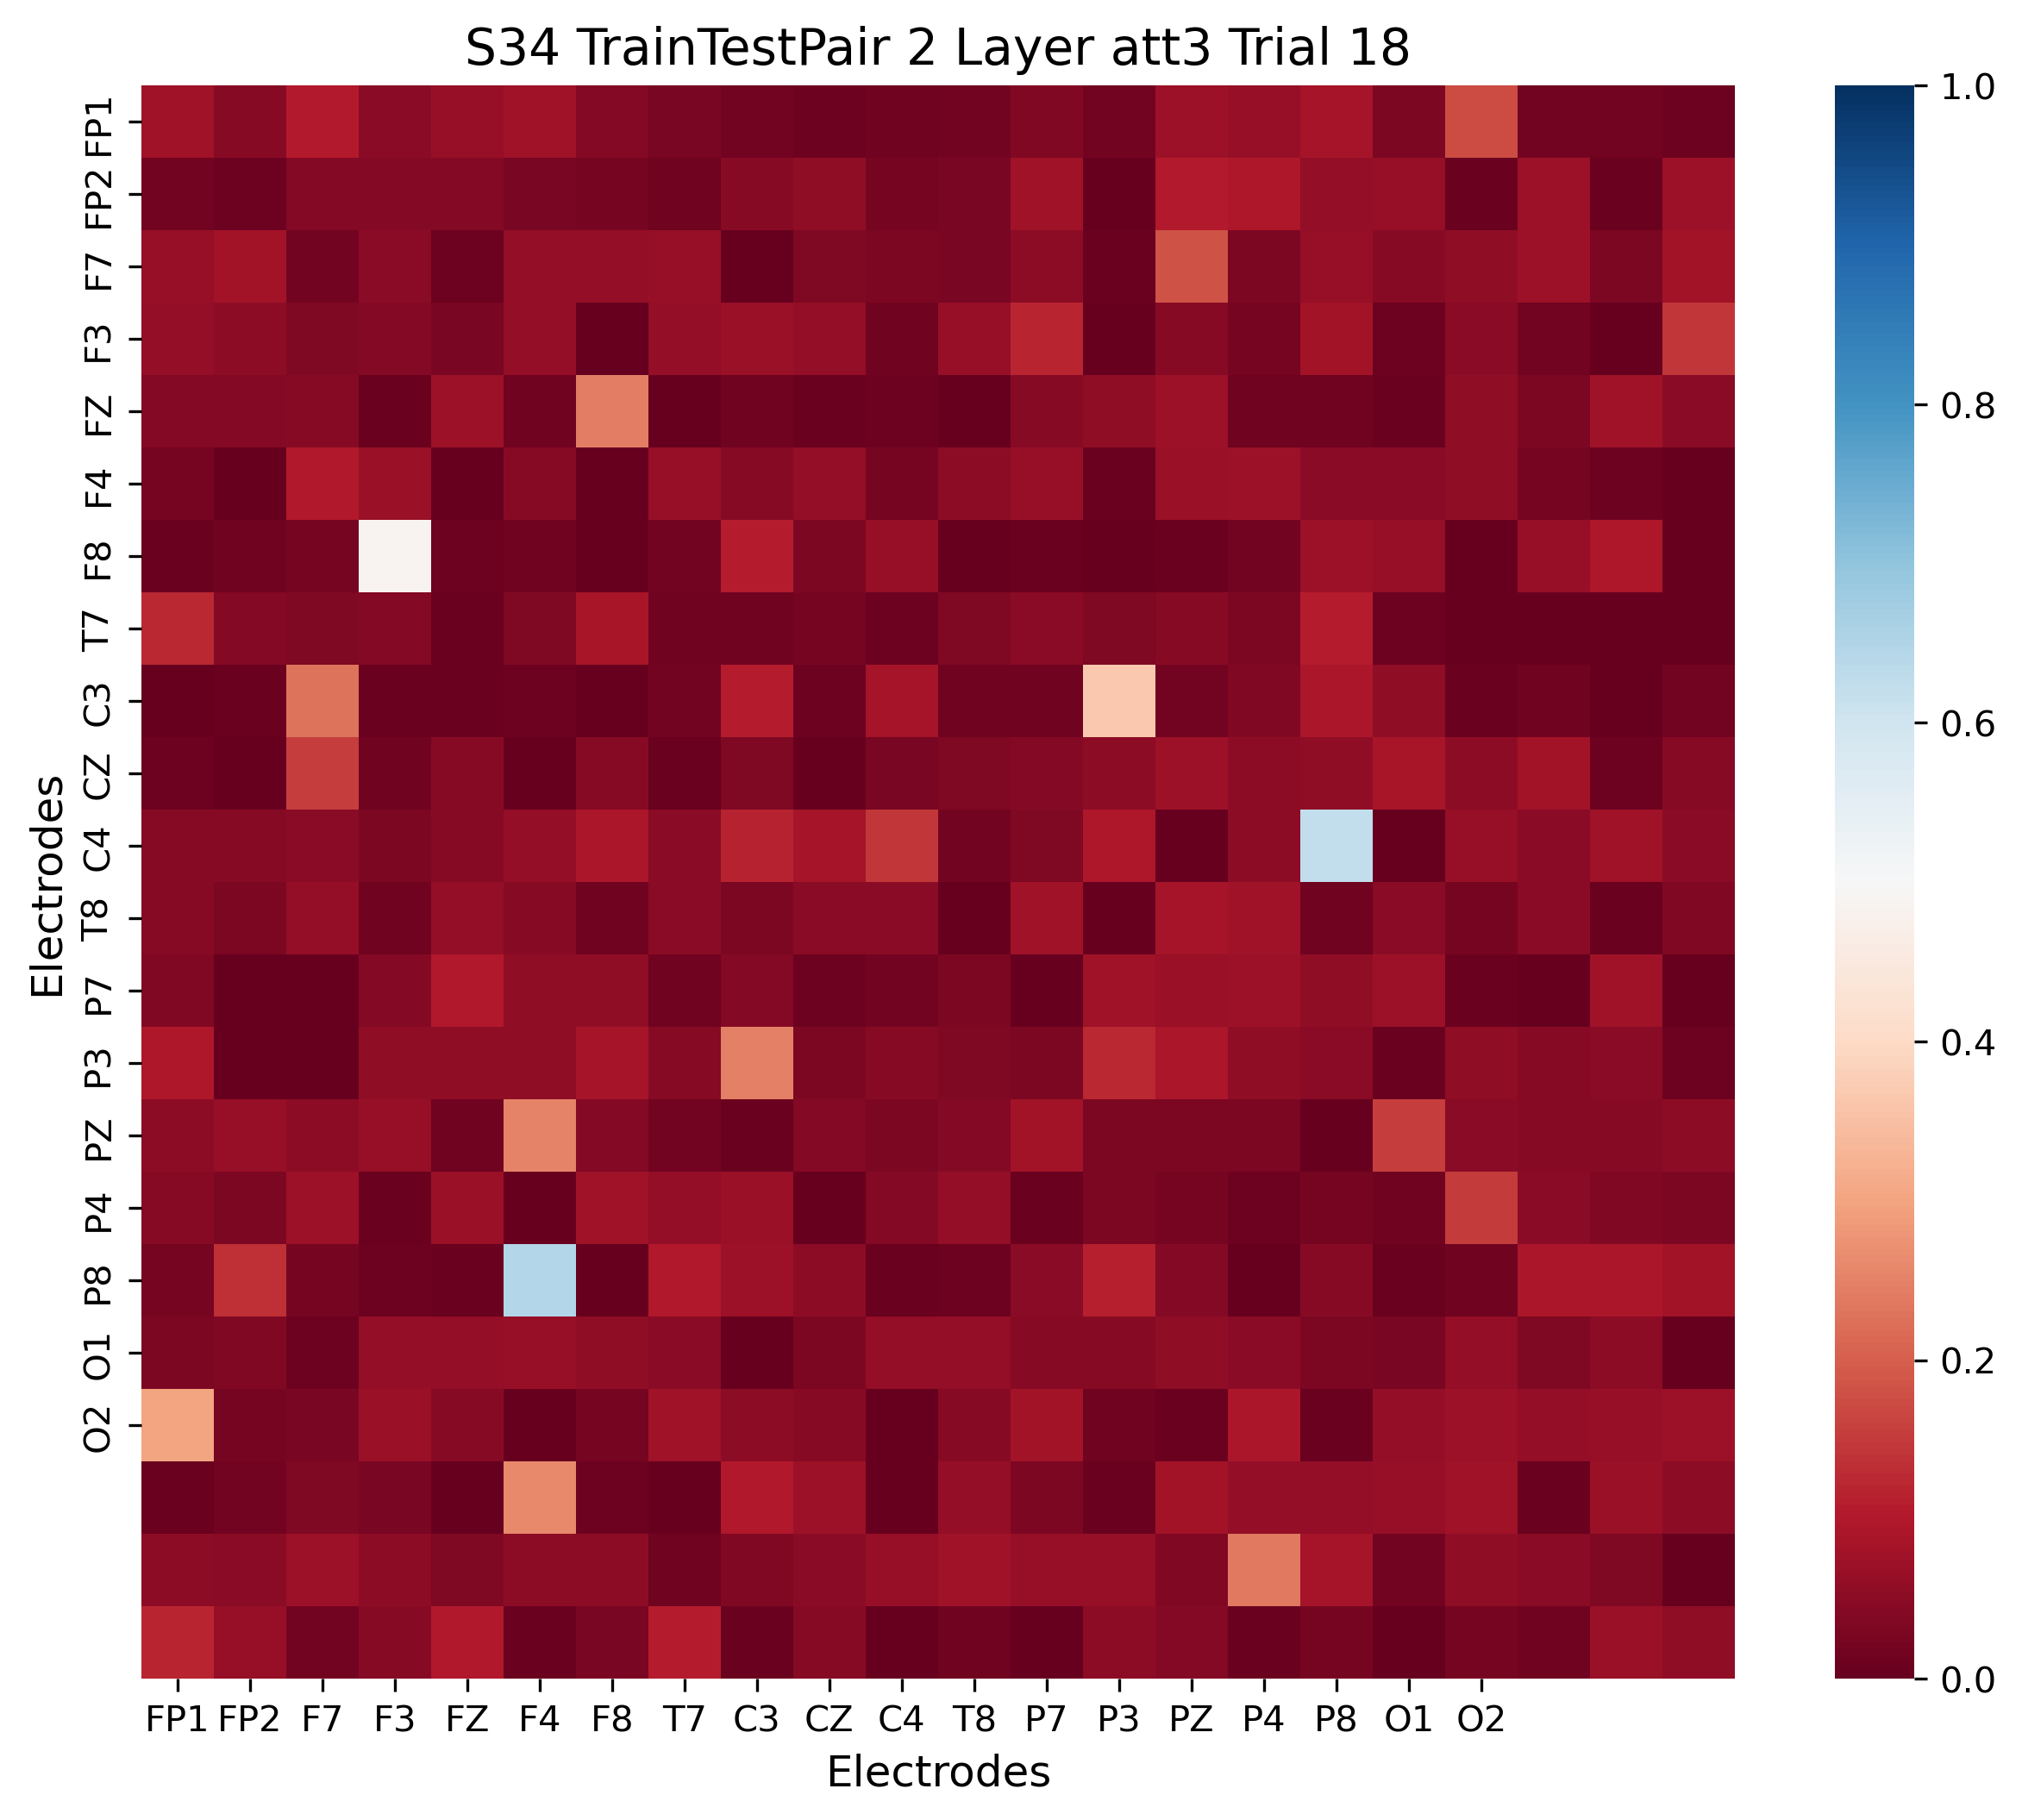 S34 TrainTestPair 2 Layer att3 Trial 18
Electrodes
FP1
FP2
F7
F3
FZ
F4
F8
T7
C3
CZ
C4
T8
P7
P3
PZ
P4
P8
O1
O2
FP1 FP2 F7 F3 FZ F4 F8 T7 C3 CZ C4 T8 P7 P3 PZ P4 P8 O1 O2
Electrodes
1.0
0.8
0.6
0.4
0.2
0.0